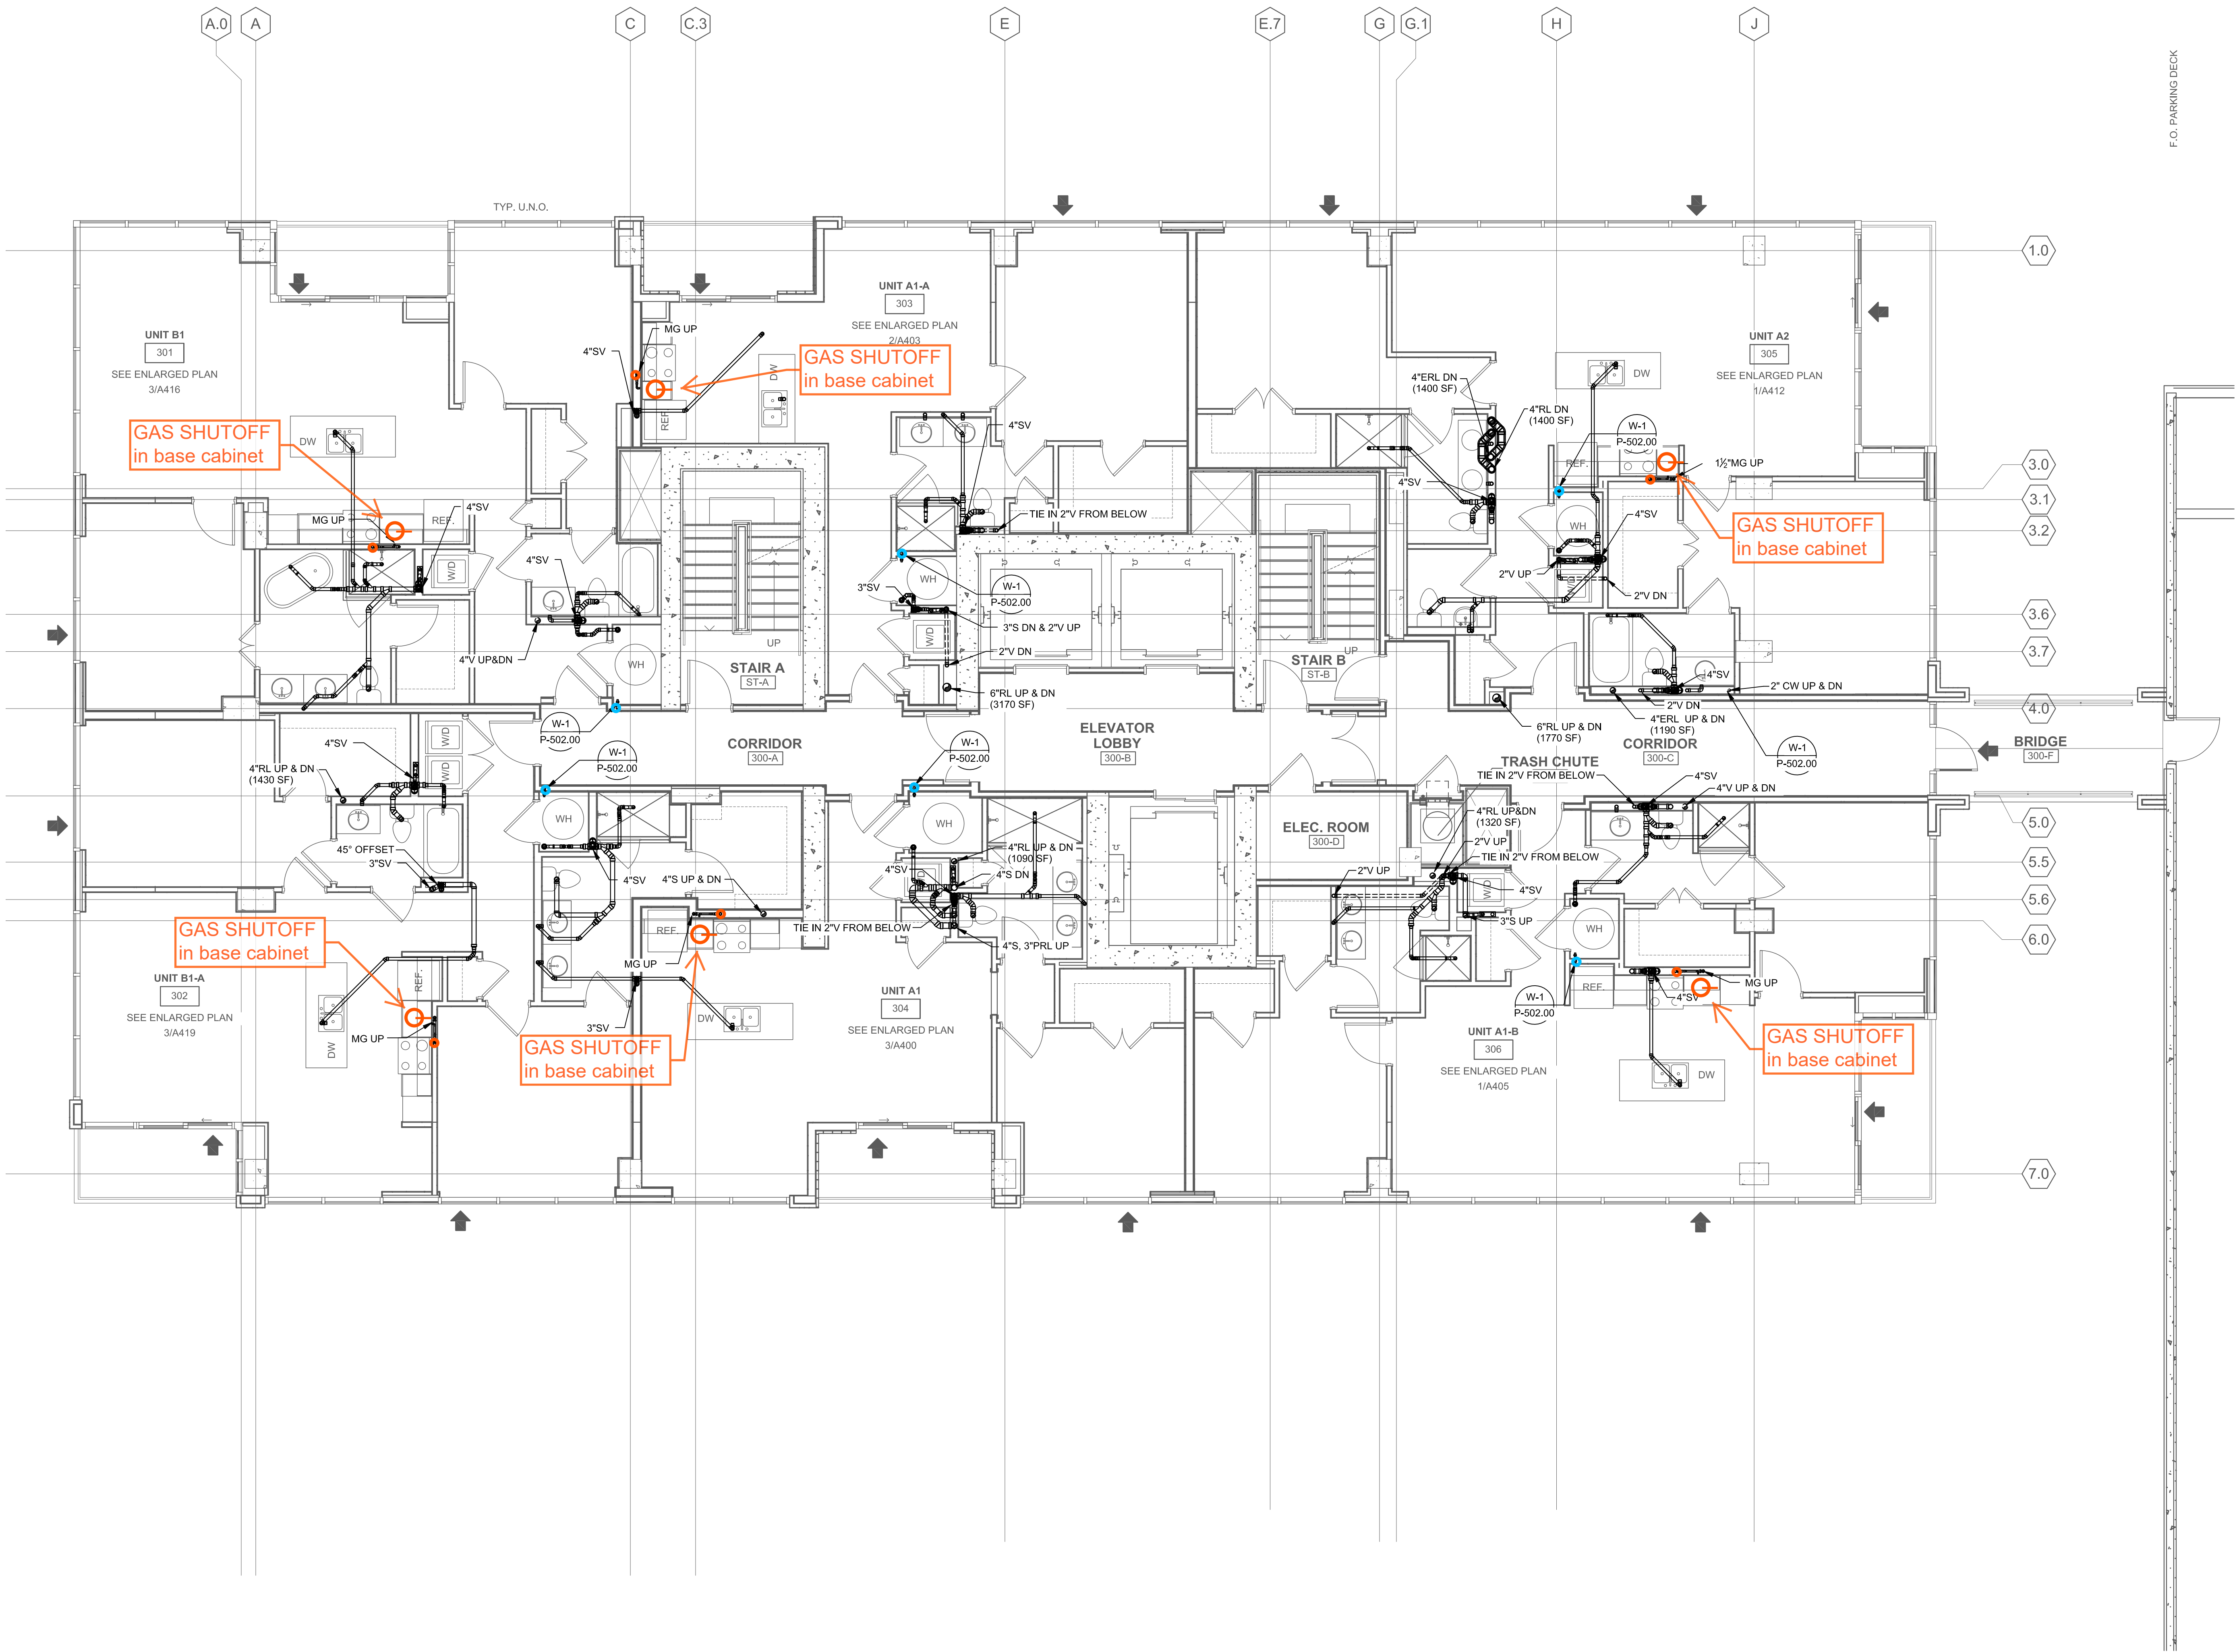 A.0
A
C
C.3
E
E.7
G
G.1
H
J
F.O. PARKING DECK
TYP. U.N.O.
1.0
3.0
3.1
3.2
3.6
3.7
4.0
5.0
5.5
5.6
6.0
7.0
UNIT B1
301
SEE ENLARGED PLAN
3/A416
GAS SHUTOFF
in base cabinet
DW
MG UP
REF.
4"SV
W/D
4"SV
4"V UP&DN
WH
W-1
P-502.00
UNIT A1-A
303
SEE ENLARGED PLAN
2/A403
GAS SHUTOFF
in base cabinet
MG UP
4"SV
REF.
DW
4"SV
TIE IN 2"V FROM BELOW
WH
W-1
P-502.00
3"SV
W/D
3"S DN & 2"V UP
2"V DN
6"RL UP & DN
(3170 SF)
UP
STAIR A
ST-A
UP
STAIR B
ST-B
UNIT A2
305
SEE ENLARGED PLAN
1/A412
DW
4"ERL DN
(1400 SF)
4"RL DN
(1400 SF)
W-1
P-502.00
REF.
1½"MG UP
GAS SHUTOFF
in base cabinet
4"SV
WH
4"SV
2"V UP
W/D
2"V DN
4"SV
2" CW UP & DN
2"V DN
4"ERL UP & DN
(1190 SF)
6"RL UP & DN
(1770 SF)
W-1
P-502.00
CORRIDOR
300-A
ELEVATOR
LOBBY
300-B
CORRIDOR
300-C
BRIDGE
300-F
TRASH CHUTE
TIE IN 2"V FROM BELOW
4"SV
4"V UP & DN
W-1
P-502.00
W-1
P-502.00
4"SV
W/D
W/D
4"RL UP & DN
(1430 SF)
45° OFFSET
3"SV
WH
4"SV
4"S UP & DN
GAS SHUTOFF
in base cabinet
UNIT B1-A
302
SEE ENLARGED PLAN
3/A419
REF.
DW
MG UP
REF.
MG UP
3"SV
DW
GAS SHUTOFF
in base cabinet
UNIT A1
304
SEE ENLARGED PLAN
3/A400
WH
4"RL UP & DN
(1090 SF)
4"SV
4"S DN
TIE IN 2"V FROM BELOW
4"S, 3"PRL UP
ELEC. ROOM
300-D
4"RL UP&DN
(1320 SF)
2"V UP
TIE IN 2"V FROM BELOW
2"V UP
4"SV
W/D
3"S UP
WH
REF.
W-1
P-502.00
4"SV
MG UP
GAS SHUTOFF
in base cabinet
UNIT A1-B
306
SEE ENLARGED PLAN
1/A405
DW